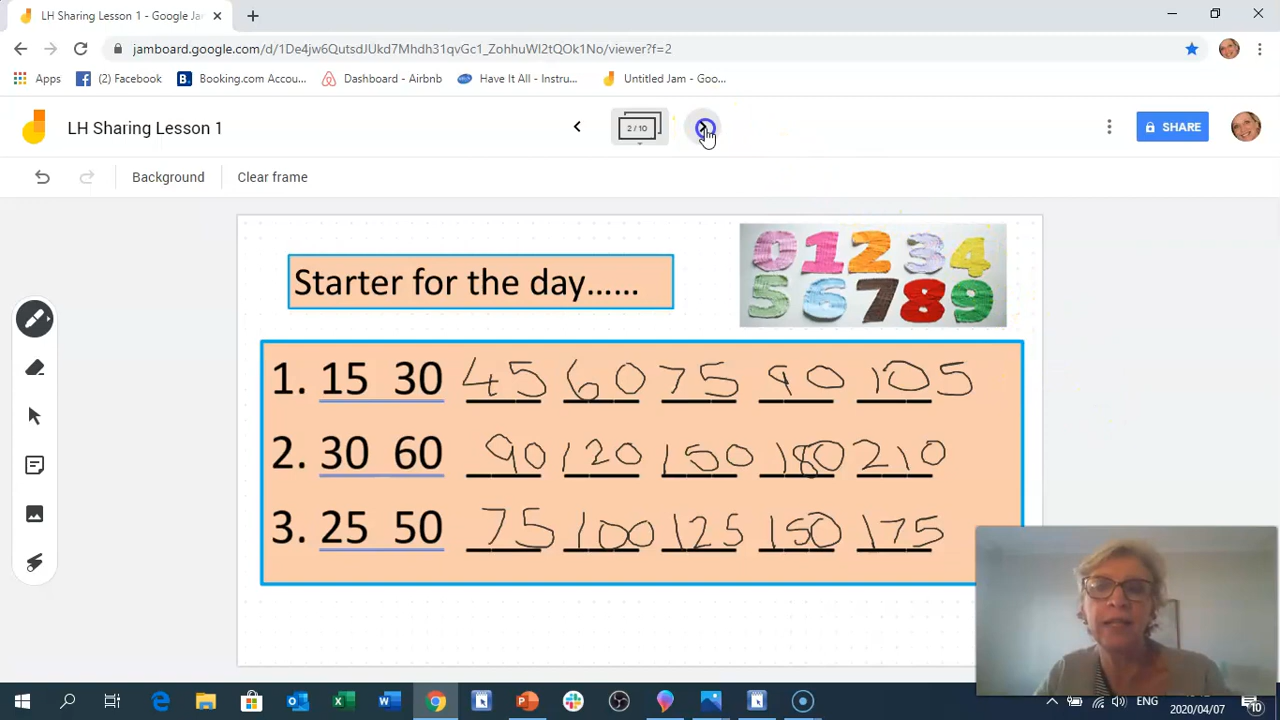 LH Sharing Lesson 1 - Google Ja
jamboard.google.com/d/1De4jw6QutsdJUkd7Mhdh31qvGc1_ZohhuWl2tQOk1No/viewer?f=2
Apps (2) Facebook Booking.com Accou... Dashboard - Airbnb Have It All - Instru... Untitled Jam - Goo...
LH Sharing Lesson 1 2/10 SHARE
Background Clear frame
Starter for the day......
0 1 2 3 4
5 6 7 8 9
1. 15 30 45 60 75 90 105
2. 30 60 90 120 150 180 210
3. 25 50 75 100 125 150 175
ENG
2020/04/07 10